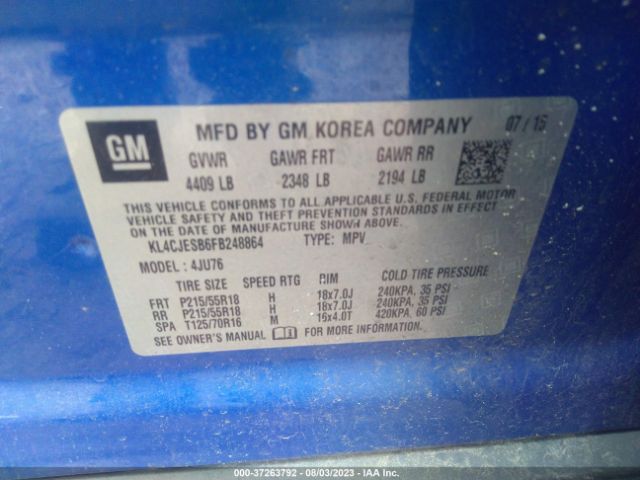 GM
MFD BY GM KOREA COMPANY 07/15
GVWR GAWR FRT GAWR RR
4409 LB 2348 LB 2194 LB
THIS VEHICLE CONFORMS TO ALL APPLICABLE U.S. FEDERAL MOTOR
VEHICLE SAFETY AND THEFT PREVENTION STANDARDS IN EFFECT ON
THE DATE OF MANUFACTURE SHOWN ABOVE.
KL4CJESB6FB248864 TYPE: MPV
MODEL: 4JU76
TIRE SIZE SPEED RTG RIM COLD TIRE PRESSURE
FRT P215/55R18 H 18x7.0J 240KPA, 35 PSI
RR P215/55R18 H 18x7.0J 240KPA, 35 PSI
SPA T125/70R16 M 16x4.0T 420KPA, 60 PSI
SEE OWNER'S MANUAL FOR MORE INFORMATION
000-37263792 - 08/03/2023 - IAA Inc.